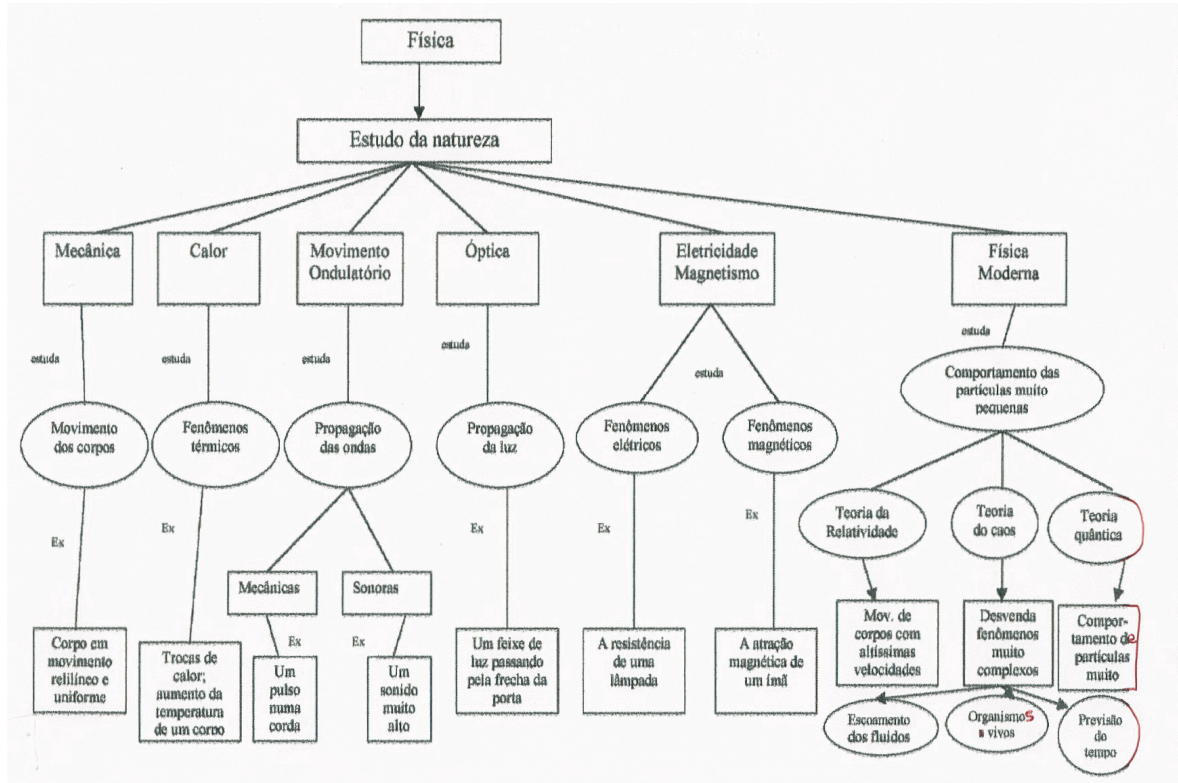 Física
Estudo da natureza
Mecânica
Calor
Movimento
Ondulatório
Óptica
Eletricidade
Magnetismo
Física
Moderna
estuda
estuda
estuda
estuda
estuda
estuda
Movimento
dos corpos
Fenômenos
térmicos
Propagação
das ondas
Propagação
da luz
Fenômenos
elétricos
Fenômenos
magnéticos
Comportamento das
partículas muito
pequenas
Ex
Ex
Ex
Ex
Ex
Teoria da
Relatividade
Teoria
do caos
Teoria
quântica
Mecânicas
Sonoras
Ex
Ex
Corpo em
movimento
relilíneo e
uniforme
Trocas de
calor;
aumento da
temperatura
de um corpo
Um
pulso
numa
corda
Um
sonido
muito
alto
Um feixe de
luz passando
pela frecha da
porta
A resistência
de uma
lâmpada
A atração
magnética de
um ímã
Mov. de
corpos com
altíssimas
velocidades
Desvenda
fenômenos
muito
complexos
Compor-
tamento de
partículas
muito
Escoamento
dos fluidos
Organismos
vivos
Previsão
do
tempo